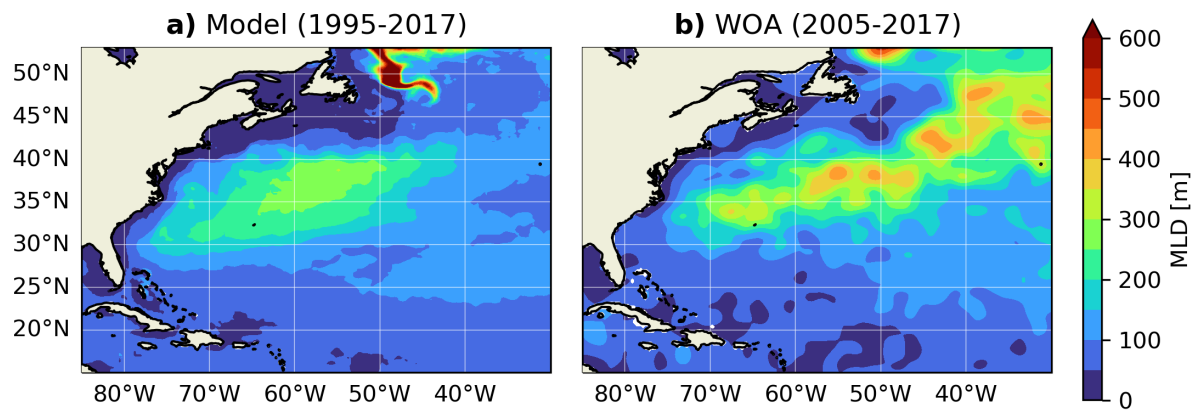 a) Model (1995-2017)
b) WOA (2005-2017)
50°N
45°N
40°N
35°N
30°N
25°N
20°N
80°W 70°W 60°W 50°W 40°W
80°W 70°W 60°W 50°W 40°W
600
500
400
300
200
100
0
MLD [m]